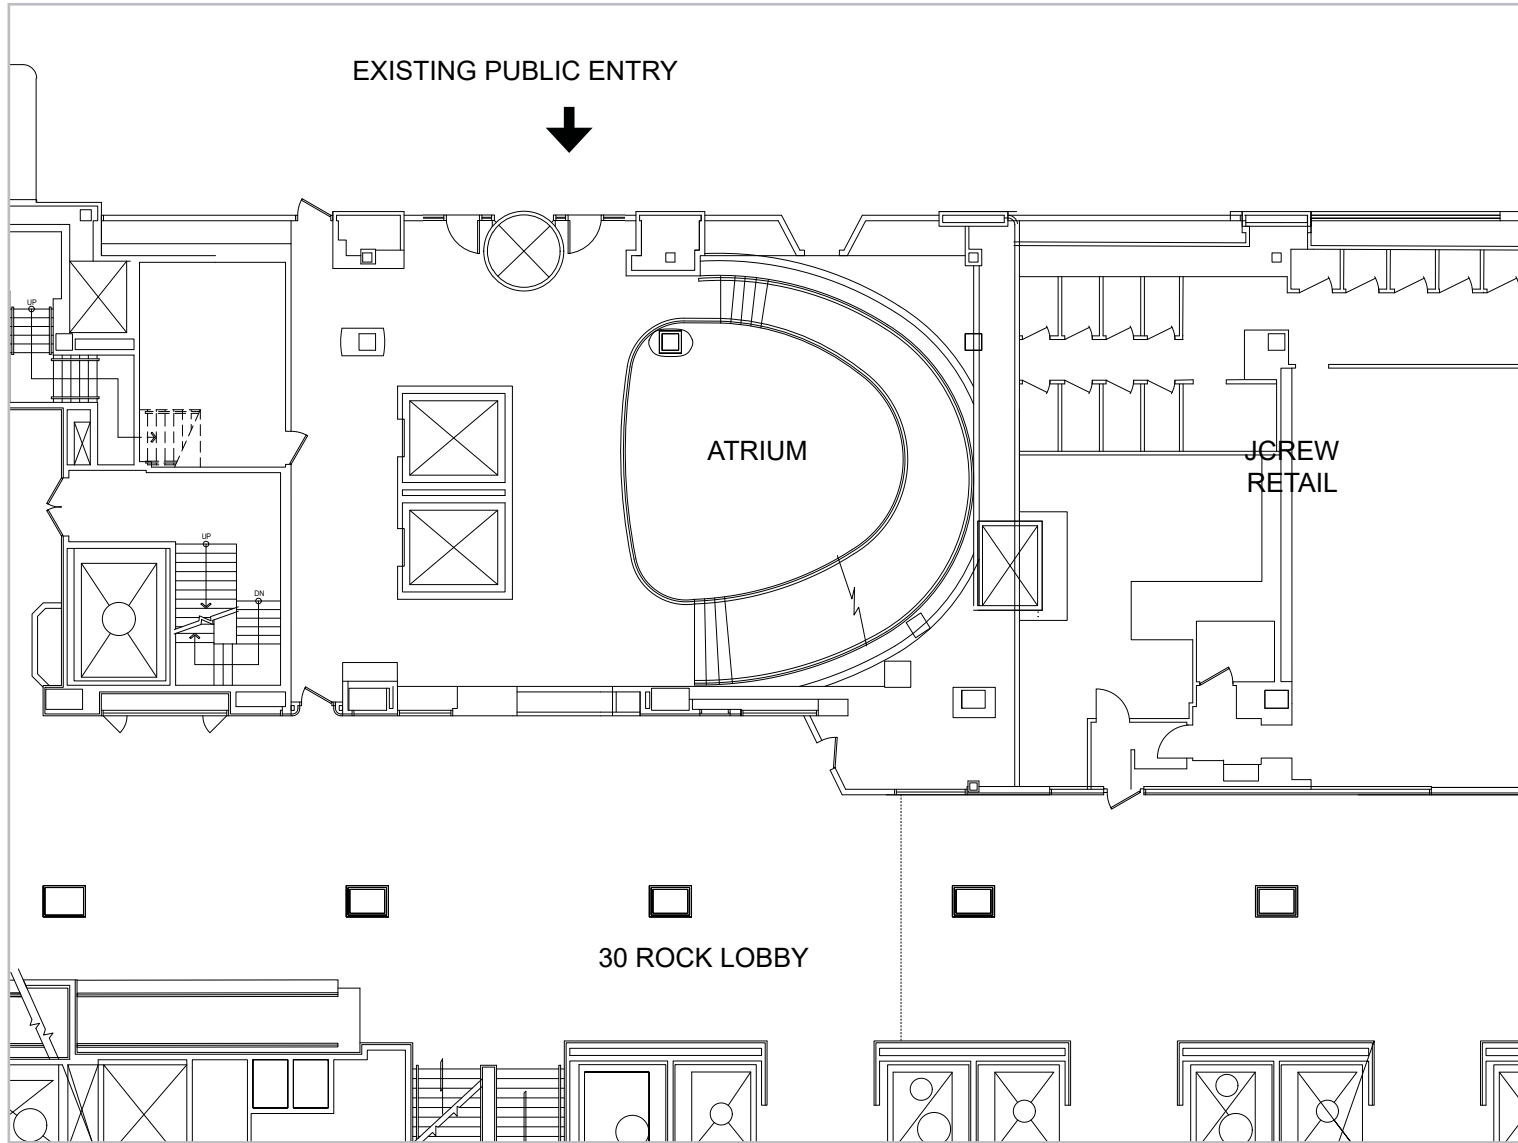 EXISTING PUBLIC ENTRY
UP
ATRIUM
JCREW
RETAIL
UP
DN
30 ROCK LOBBY